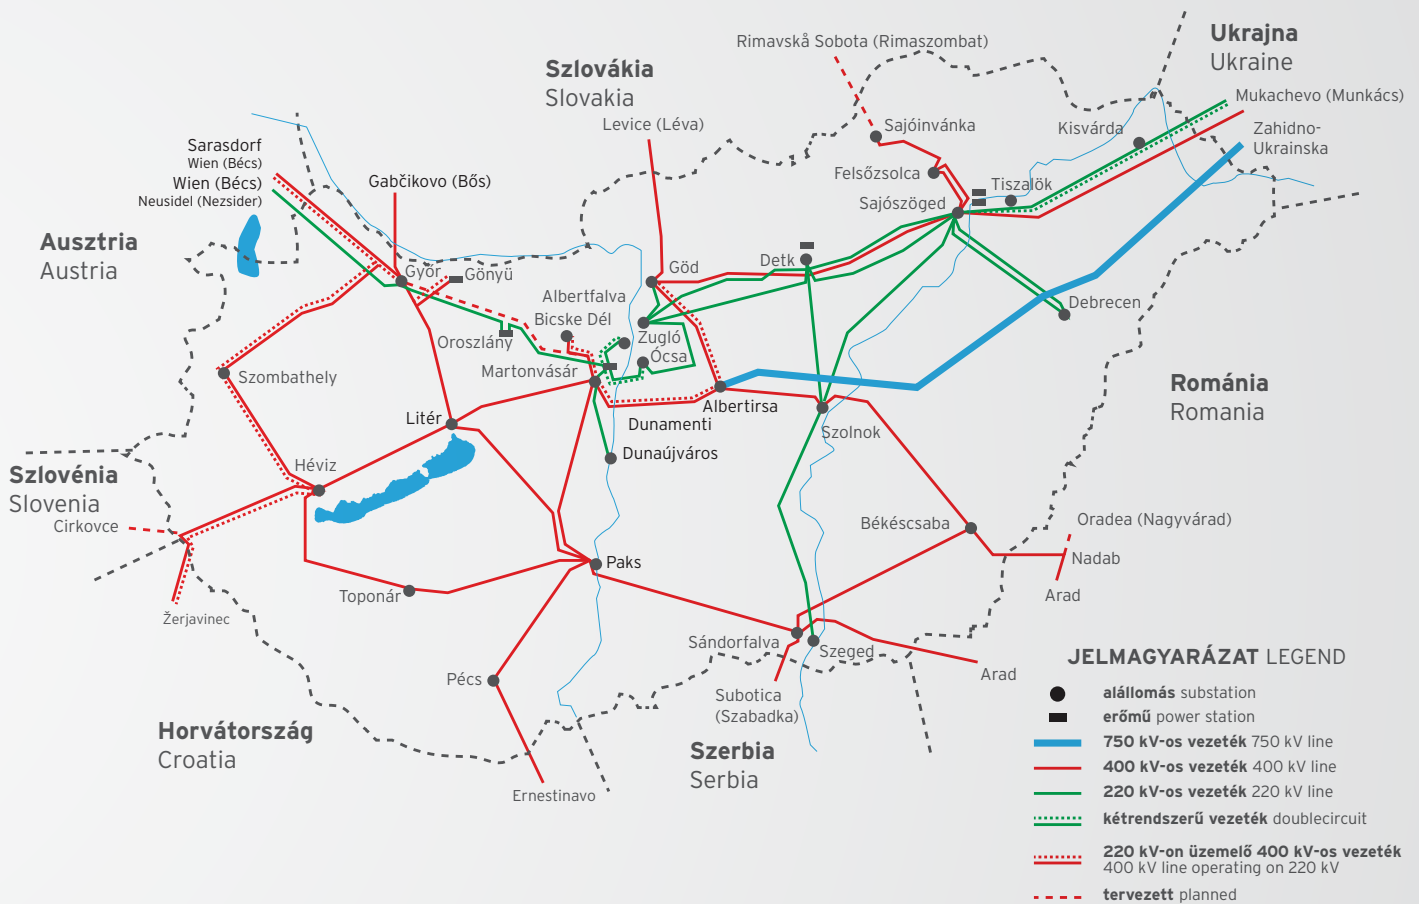 Ukrajna
Ukraine
Rimavskå Sobota (Rimaszombat)
Szlovákia
Slovakia
Mukachevo (Munkács)
Levice (Léva)
Sajóinvánka
Kisvárda
Zahidno-
Ukrainska
Sarasdorf
Wien (Bécs)
Wien (Bécs)
Neusidel (Nezsider)
Gabčikovo (Bős)
Felsőzsolca
Tiszalök
Sajószöged
Ausztria
Austria
Győr
Gönyü
Göd
Detk
Albertfalva
Bicske Dél
Debrecen
Oroszlány
Zugló
Ócsa
Martonvásár
Szombathely
Románia
Romania
Litér
Albertirsa
Dunamenti
Szolnok
Dunaújváros
Szlovénia
Slovenia
Héviz
Cirkovce
Békéscsaba
Oradea (Nagyvárad)
Nadab
Paks
Toponár
Arad
Žerjavinec
Sándorfalva
Szeged
Arad
Pécs
Subotica
(Szabadka)
Horvátország
Croatia
Szerbia
Serbia
Ernestinavo
JELMAGYARÁZAT LEGEND
alállomás substation
erőmű power station
750 kV-os vezeték 750 kV line
400 kV-os vezeték 400 kV line
220 kV-os vezeték 220 kV line
kétrendszerű vezeték doublecircuit
220 kV-on üzemelő 400 kV-os vezeték
400 kV line operating on 220 kV
tervezett planned